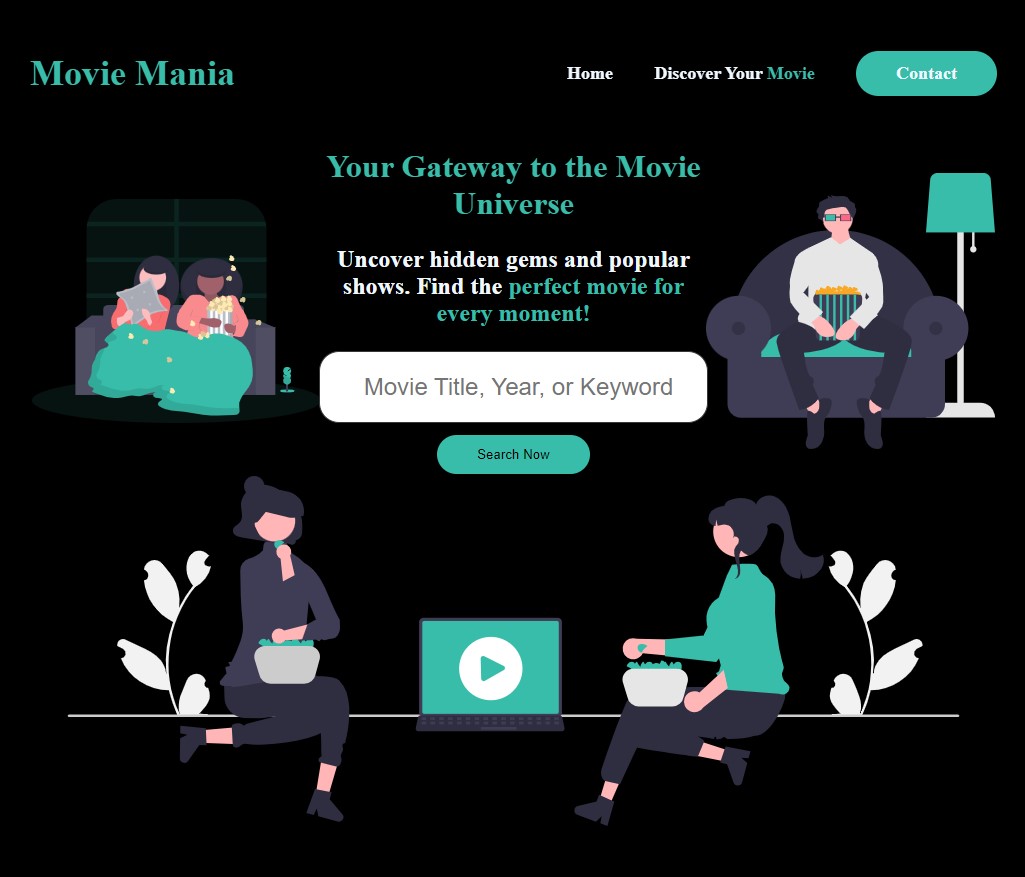 Movie Mania
Home
Discover Your Movie
Contact
Your Gateway to the Movie
Universe
Uncover hidden gems and popular
shows. Find the perfect movie for
every moment!
Movie Title, Year, or Keyword
Search Now